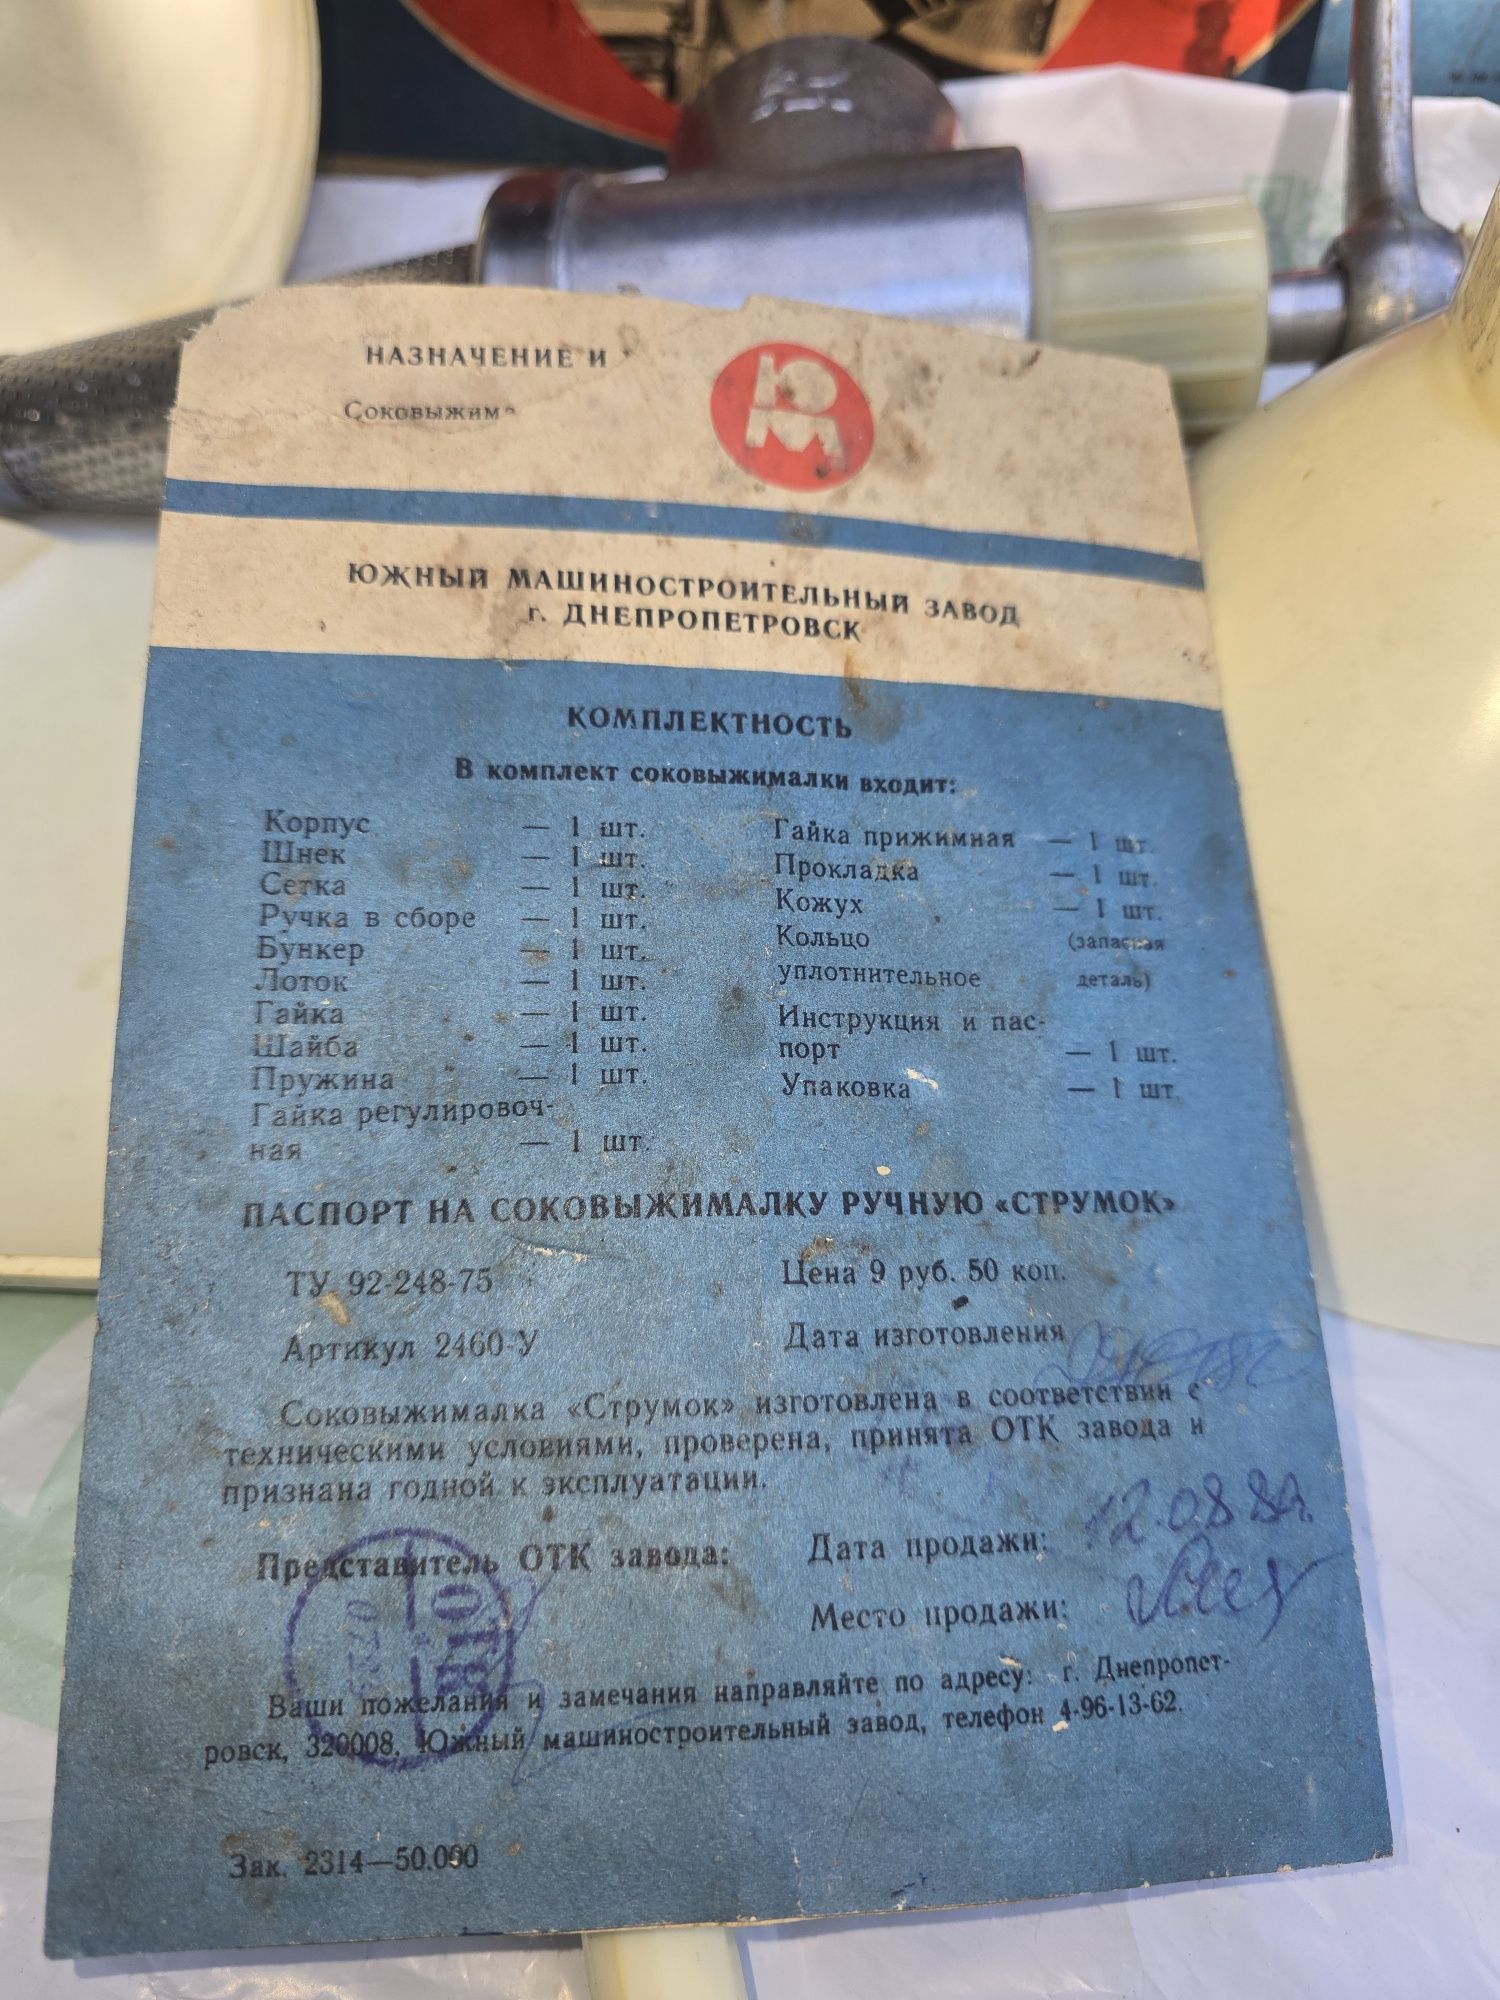 НАЗНАЧЕНИЕ И
Соковыжима
ЮМ
ЮЖНЫЙ МАШИНОСТРОИТЕЛЬНЫЙ ЗАВОД
г. ДНЕПРОПЕТРОВСК
КОМПЛЕКТНОСТЬ
В комплект соковыжималки входит:
Корпус — 1 шт.
Шнек — 1 шт.
Сетка — 1 шт.
Ручка в сборе — 1 шт.
Бункер — 1 шт.
Лоток — 1 шт.
Гайка — 1 шт.
Шайба — 1 шт.
Пружина — 1 шт.
Гайка регулировоч-
ная — 1 шт.
Гайка прижимная — 1 шт.
Прокладка — 1 шт.
Кожух — 1 шт.
Кольцо (запасная
уплотнительное деталь)
Инструкция и пас-
порт — 1 шт.
Упаковка — 1 шт.
ПАСПОРТ НА СОКОВЫЖИМАЛКУ РУЧНУЮ «СТРУМОК»
ТУ 92-248-75 Цена 9 руб. 50 коп.
Артикул 2460-У Дата изготовления
Соковыжималка «Струмок» изготовлена в соответствии с
техническими условиями, проверена, принята ОТК завода и
признана годной к эксплуатации.
Представитель ОТК завода:
ОТК
Дата продажи: 12.08.82г.
Место продажи:
Ваши пожелания и замечания направляйте по адресу: г. Днепропет-
ровск, 320008, Южный машиностроительный завод, телефон 4-96-13-62.
Зак. 2314—50.000